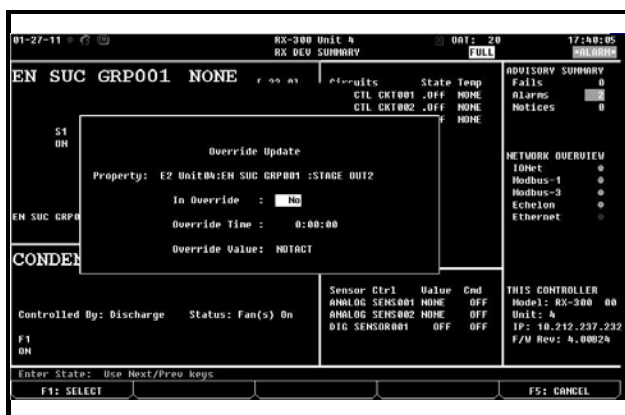 01-27-11
RX-300 Unit 4
OAT: 20
17:40:05
RX DEV SUMMARY
FULL
*ALARM*
EN SUC GRP001 NONE
Circuits State Temp
CTL CKT001 .OFF NONE
CTL CKT002 .OFF NONE
NONE
ADVISORY SUMMARY
Fails 0
Alarms 2
Notices 0
S1
ON
Override Update
Property: E2 Unit04:EN SUC GRP001 :STAGE OUT2
In Override : No
Override Time : 0:00:00
Override Value: NOTACT
NETWORK OVERVIEW
IONet
Modbus-1
Modbus-3
Echelon
Ethernet
EN SUC GRP0
CONDEN
Controlled By: Discharge Status: Fan(s) On
F1
ON
Sensor Ctrl Value Cmd
ANALOG SENS001 NONE OFF
ANALOG SENS002 NONE OFF
DIG SENSOR001 OFF OFF
THIS CONTROLLER
Model: RX-300 00
Unit: 4
IP: 10.212.237.232
F/W Rev: 4.00B24
Enter State: Use Next/Prev keys
F1: SELECT
F5: CANCEL